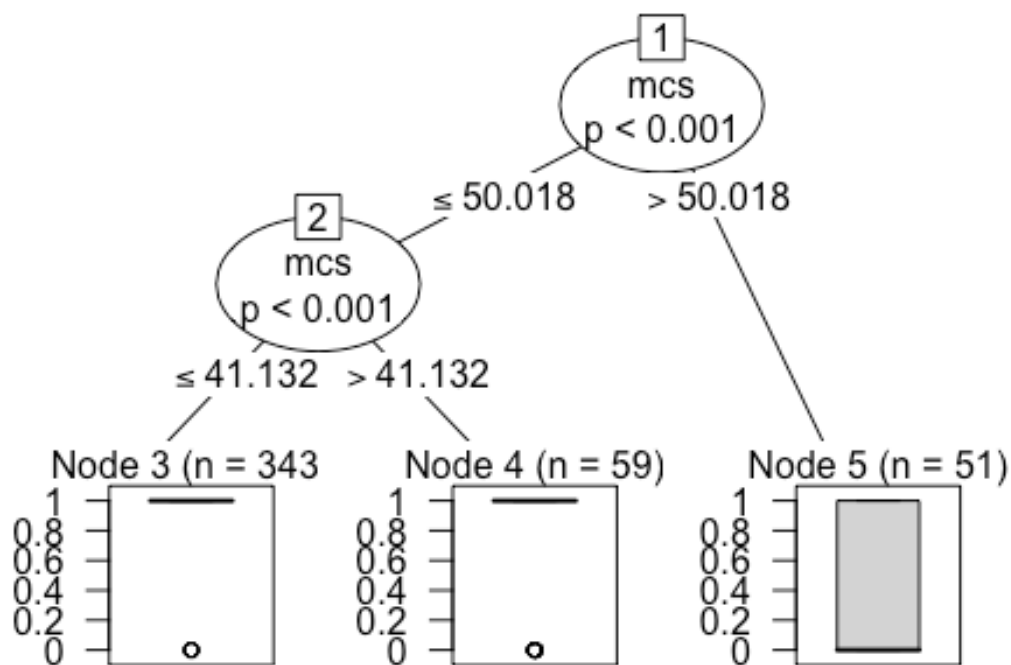 1
mcs
p < 0.001
≤ 50.018 > 50.018
2
mcs
p < 0.001
≤ 41.132 > 41.132
Node 3 (n = 343 Node 4 (n = 59) Node 5 (n = 51)
1 1 1
0.8 0.8 0.8
0.6 0.6 0.6
0.4 0.4 0.4
0.2 0.2 0.2
0 0 0